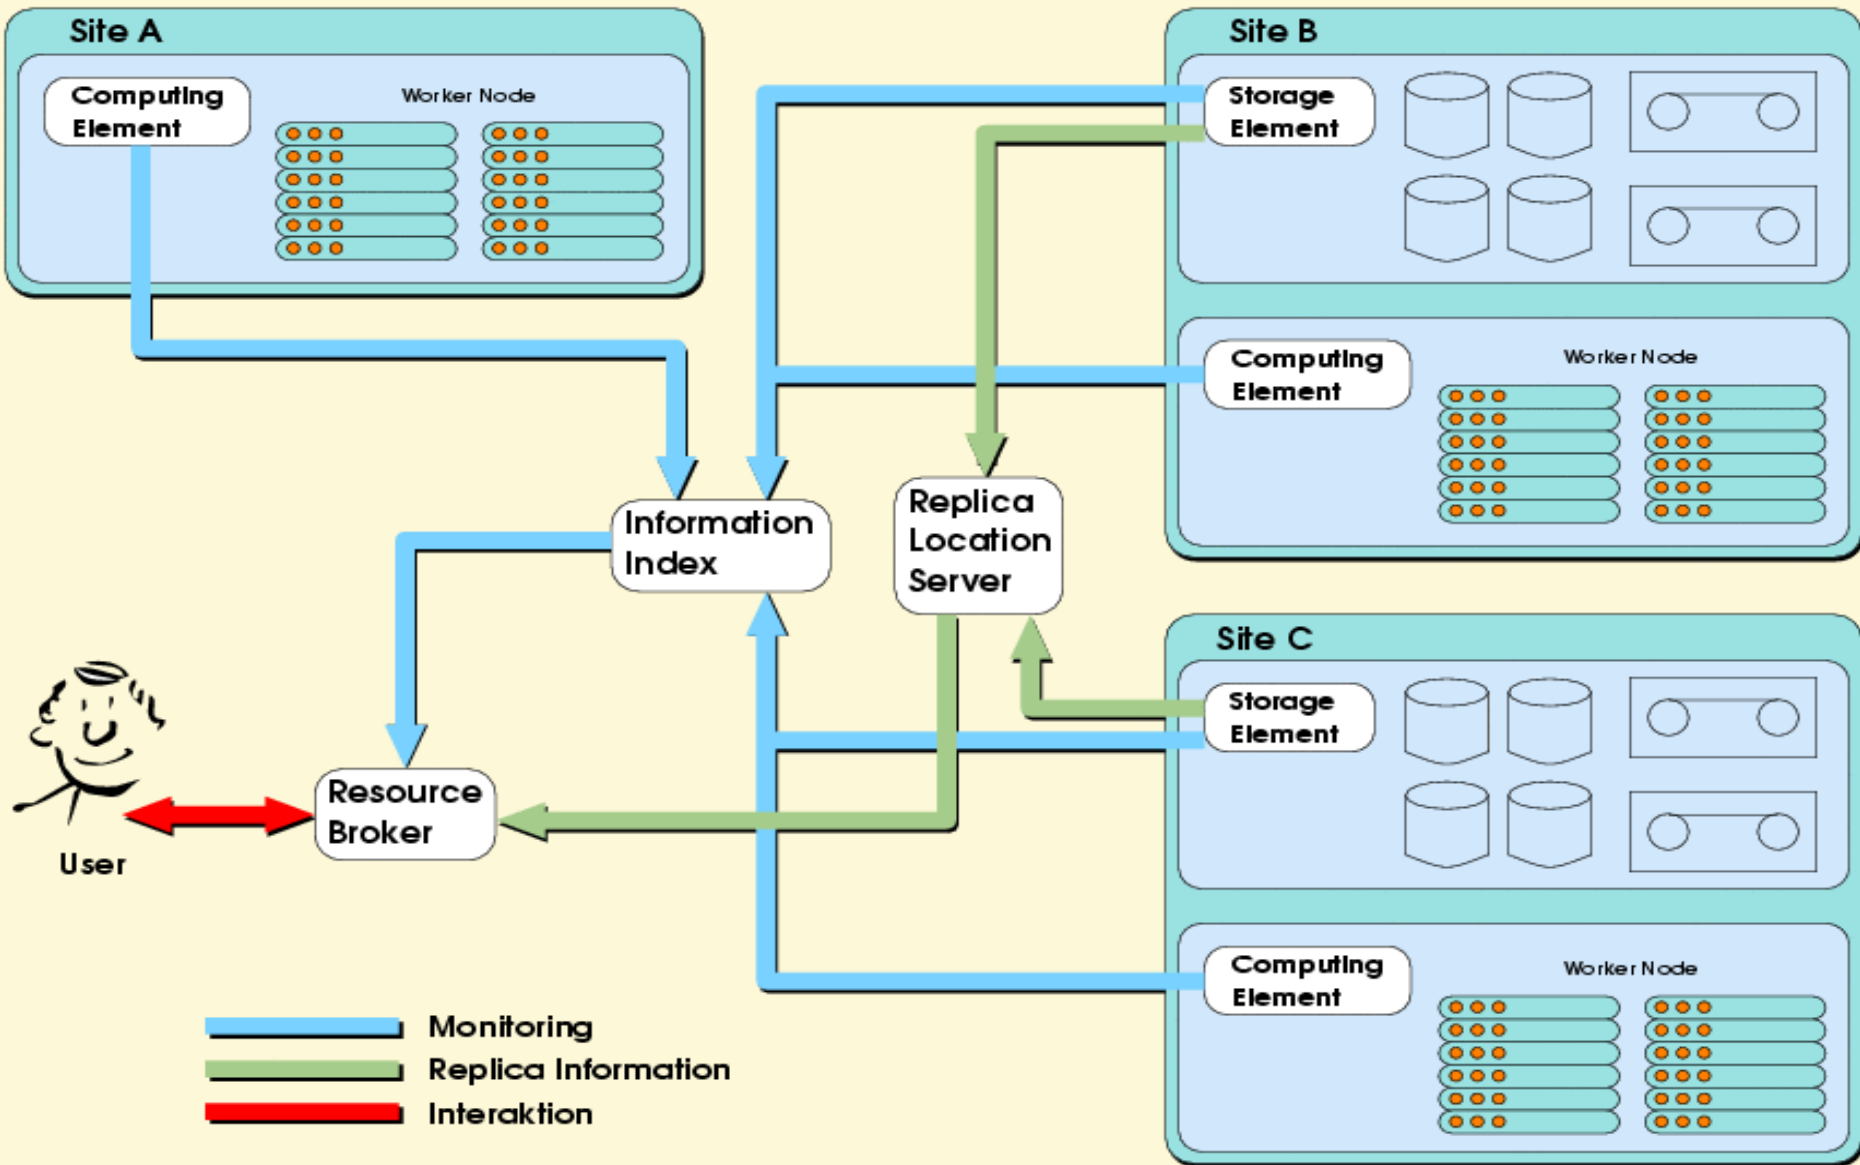 Site A
Computing
Element
Worker Node
Site B
Storage
Element
Computing
Element
Worker Node
Information
Index
Replica
Location
Server
Site C
Storage
Element
Computing
Element
Worker Node
Resource
Broker
User
Monitoring
Replica Information
Interaktion